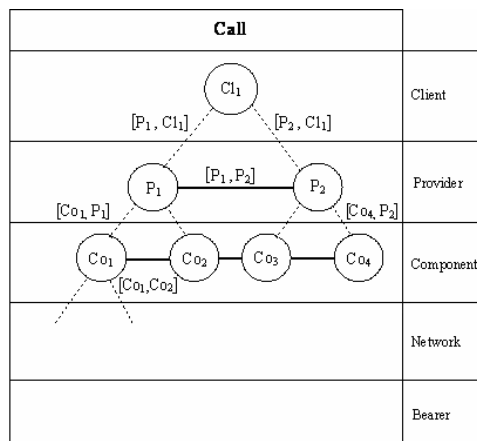 Call
Cl₁
Client
[P₁, Cl₁]
[P₂, Cl₁]
P₁
[P₁, P₂]
P₂
Provider
[Co₁, P₁]
[Co₄, P₂]
Co₁
Co₂
Co₃
Co₄
Component
[Co₁,Co₂]
Network
Bearer